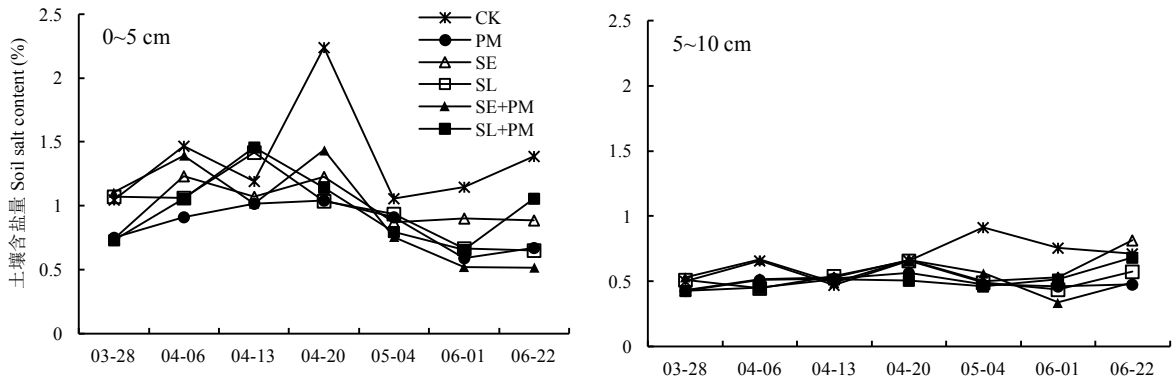 2.5
2
1.5
1
0.5
0
土壤含盐量 Soil salt content (%)
0~5 cm
CK
PM
SE
SL
SE+PM
SL+PM
03-28 04-06 04-13 04-20 05-04 06-01 06-22
2.5
2
1.5
1
0.5
0
5~10 cm
03-28 04-06 04-13 04-20 05-04 06-01 06-22